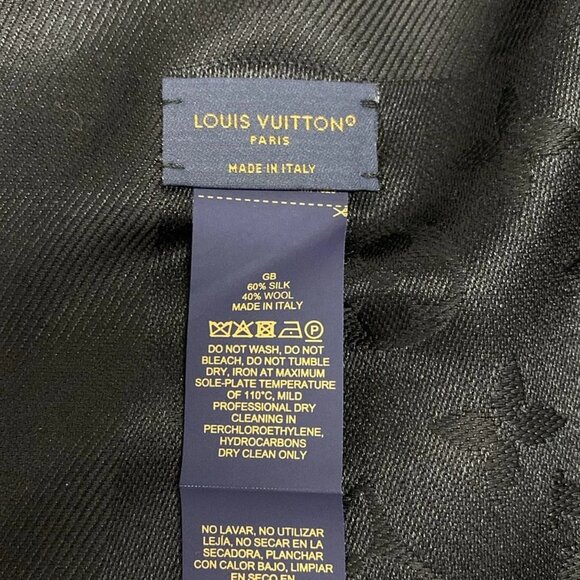 LOUIS VUITTON®
PARIS
MADE IN ITALY
GB
60% SILK
40% WOOL
MADE IN ITALY
DO NOT WASH, DO NOT
BLEACH, DO NOT TUMBLE
DRY, IRON AT MAXIMUM
SOLE-PLATE TEMPERATURE
OF 110°C, MILD
PROFESSIONAL DRY
CLEANING IN
PERCHLOROETHYLENE,
HYDROCARBONS
DRY CLEAN ONLY
NO LAVAR, NO UTILIZAR
LEJÍA, NO SECAR EN LA
SECADORA, PLANCHAR
CON CALOR BAJO, LIMPIAR
EN SECO EN